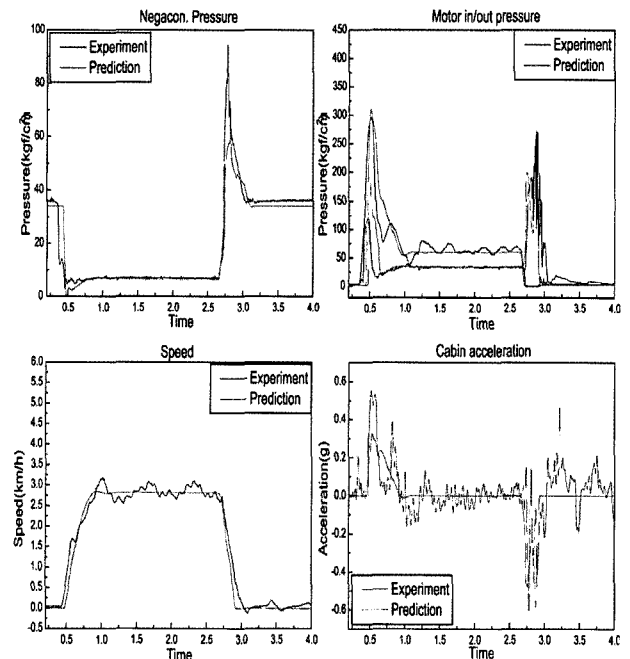 Negacon. Pressure
100
80
60
40
20
0
Pressure(kgf/cm²)
Experiment
Prediction
0.5 1.0 1.5 2.0 2.5 3.0 3.5 4.0
Time
Motor in/out pressure
450
400
350
300
250
200
150
100
50
0
Pressure(kgf/cm²)
Experiment
Prediction
0.5 1.0 1.5 2.0 2.5 3.0 3.5 4.0
Time
Speed
6.0
5.5
5.0
4.5
4.0
3.5
3.0
2.5
2.0
1.5
1.0
0.5
0.0
-0.5
Speed(km/h)
Experiment
Prediction
0.5 1.0 1.5 2.0 2.5 3.0 3.5 4.0
Time
Cabin acceleration
0.6
0.4
0.2
0.0
-0.2
-0.4
-0.6
Acceleration(g)
Experiment
Prediction
0.5 1.0 1.5 2.0 2.5 3.0 3.5 4.0
Time